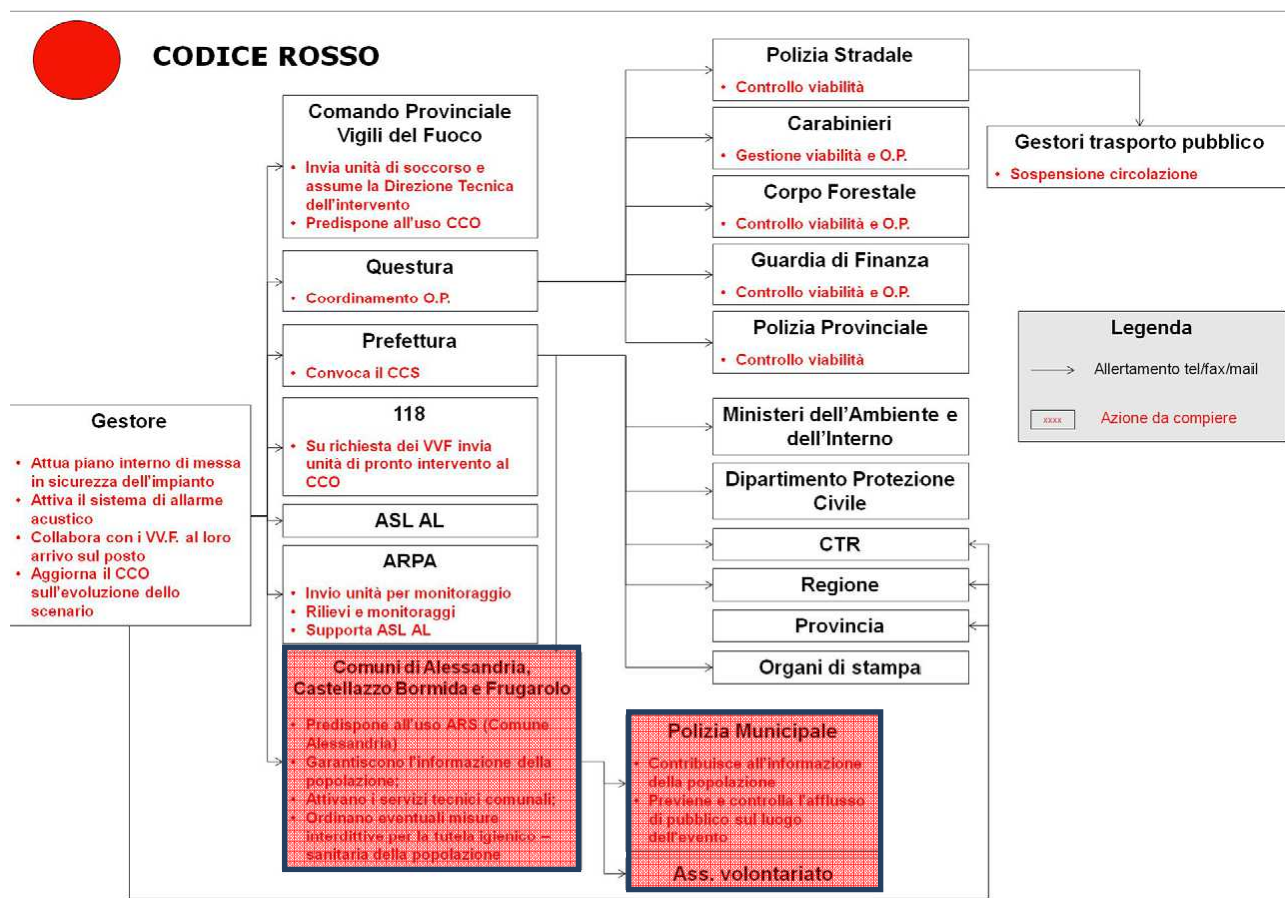 CODICE ROSSO
Comando Provinciale
Vigili del Fuoco
• Invia unità di soccorso e
assume la Direzione Tecnica
dell'intervento
• Predispone all'uso CCO
Questura
• Coordinamento O.P.
Prefettura
• Convoca il CCS
118
• Su richiesta dei VVF invia
unità di pronto intervento al
CCO
ASL AL
ARPA
• Invio unità per monitoraggio
• Rilievi e monitoraggi
• Supporta ASL AL
Comuni di Alessandria,
Castellazzo Bormida e Frugarolo
• Predispone all'uso ARS (Comune
Alessandria)
• Garantiscono l'informazione della
popolazione;
• Attivano i servizi tecnici comunali;
• Ordinano eventuali misure
interdittive per la tutela igienico –
sanitaria della popolazione
Gestore
• Attua piano interno di messa
in sicurezza dell'impianto
• Attiva il sistema di allarme
acustico
• Collabora con i VV.F. al loro
arrivo sul posto
• Aggiorna il CCO
sull'evoluzione dello
scenario
Polizia Stradale
• Controllo viabilità
Carabinieri
• Gestione viabilità e O.P.
Corpo Forestale
• Controllo viabilità e O.P.
Guardia di Finanza
• Controllo viabilità e O.P.
Polizia Provinciale
• Controllo viabilità
Ministeri dell'Ambiente e
dell'Interno
Dipartimento Protezione
Civile
CTR
Regione
Provincia
Organi di stampa
Polizia Municipale
• Contribuisce all'informazione
della popolazione
• Previene e controlla l'afflusso
di pubblico sul luogo
dell'evento
Ass. volontariato
Gestori trasporto pubblico
• Sospensione circolazione
Legenda
Allertamento tel/fax/mail
xxxx Azione da compiere